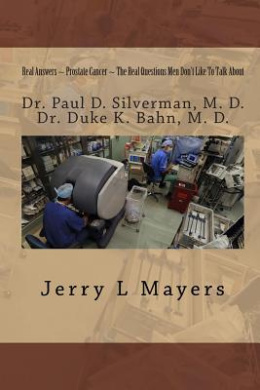 Real Answers ~ Prostate Cancer ~ The Real Questions Men Don't Like To Talk About
Dr. Paul D. Silverman, M. D.
Dr. Duke K. Bahn, M. D.
Jerry L Mayers